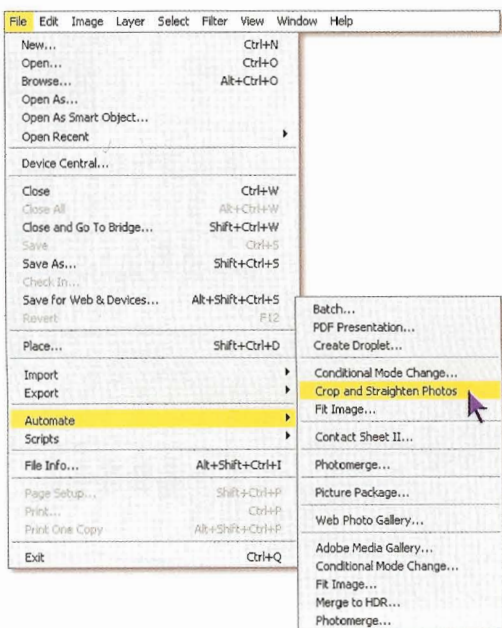 File Edit Image Layer Select Filter View Window Help
New... Ctrl+N
Open... Ctrl+O
Browse... Alt+Ctrl+O
Open As...
Open As Smart Object...
Open Recent
Device Central...
Close Ctrl+W
Close All Alt+Ctrl+W
Close and Go To Bridge... Shift+Ctrl+W
Save Ctrl+S
Save As... Shift+Ctrl+S
Check In...
Save for Web & Devices... Alt+Shift+Ctrl+S
Revert F12
Place... Shift+Ctrl+D
Import
Export
Automate
Scripts
File Info... Alt+Shift+Ctrl+I
Page Setup... Shift+Ctrl+P
Print... Ctrl+P
Print One Copy Alt+Shift+Ctrl+P
Exit Ctrl+Q
Batch...
PDF Presentation...
Create Droplet...
Conditional Mode Change...
Crop and Straighten Photos
Fit Image...
Contact Sheet II...
Photomerge...
Picture Package...
Web Photo Gallery...
Adobe Media Gallery...
Conditional Mode Change...
Fit Image...
Merge to HDR...
Photomerge...